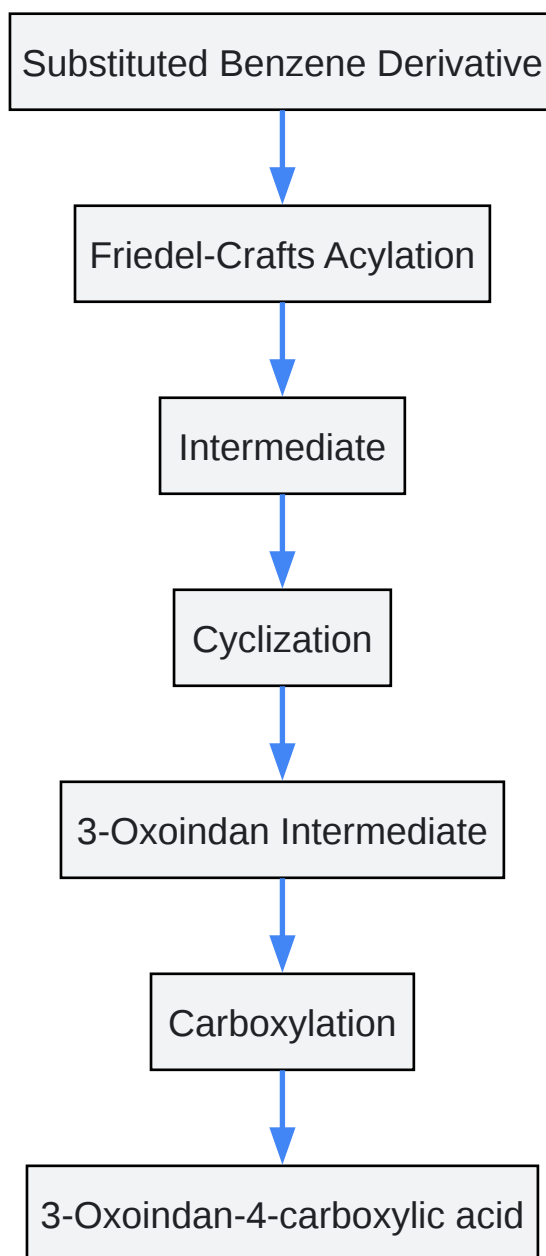 Substituted Benzene Derivative
Friedel-Crafts Acylation
Intermediate
Cyclization
3-Oxoindan Intermediate
Carboxylation
3-Oxoindan-4-carboxylic acid